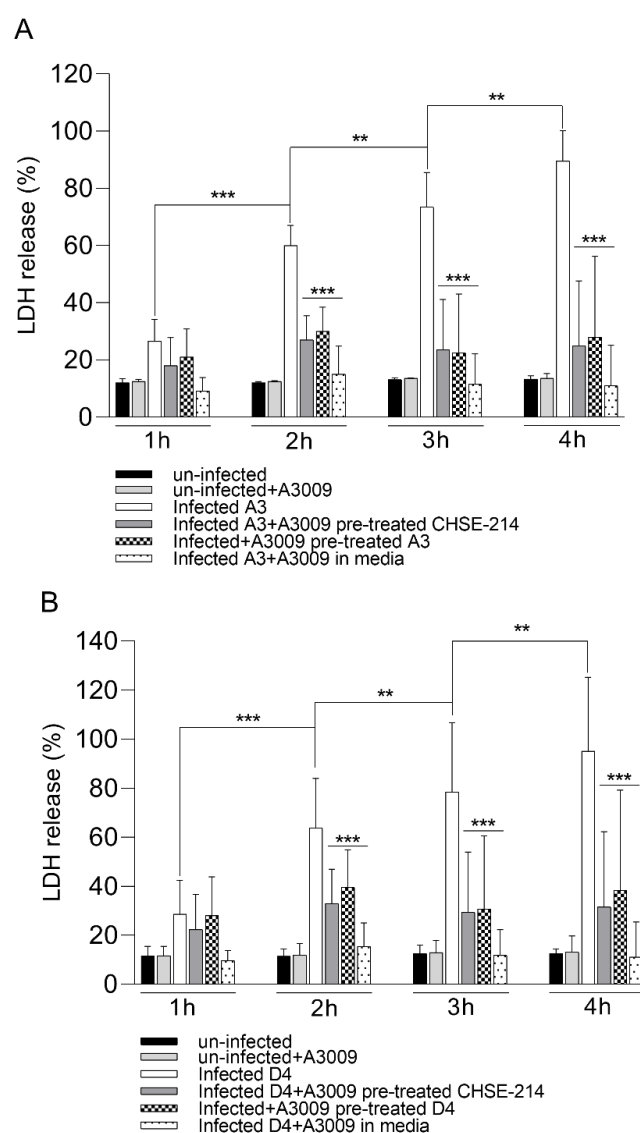 A
LDH release (%)
120
100
80
60
40
20
0
***
**
**
***
***
***
1h 2h 3h 4h
un-infected
un-infected+A3009
Infected A3
Infected A3+A3009 pre-treated CHSE-214
Infected+A3009 pre-treated A3
Infected A3+A3009 in media
B
LDH release (%)
140
120
100
80
60
40
20
0
***
**
**
***
***
***
1h 2h 3h 4h
un-infected
un-infected+A3009
Infected D4
Infected D4+A3009 pre-treated CHSE-214
Infected+A3009 pre-treated D4
Infected D4+A3009 in media